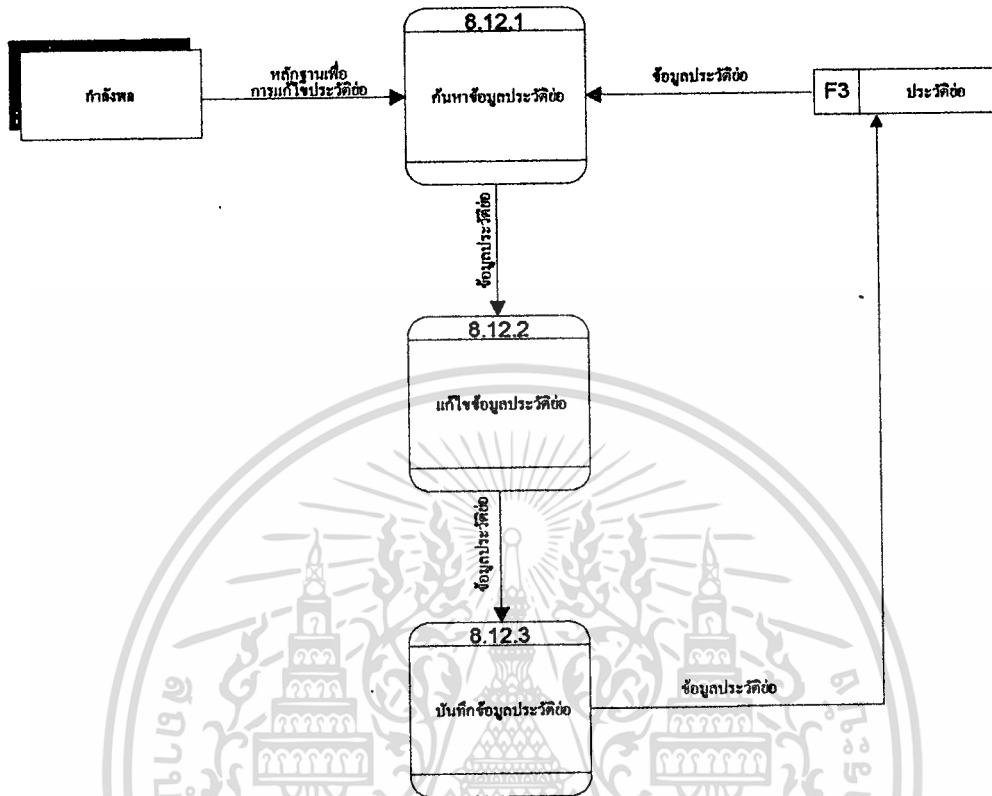 8.12.1
กำลังพล
หลักฐานเพื่อ
การแก้ไขประวัติย่อ
ค้นหาข้อมูลประวัติย่อ
ข้อมูลประวัติย่อ
F3 ประวัติย่อ
ข้อมูลประวัติย่อ
8.12.2
แก้ไขข้อมูลประวัติย่อ
ข้อมูลประวัติย่อ
8.12.3
บันทึกข้อมูลประวัติย่อ
ข้อมูลประวัติย่อ